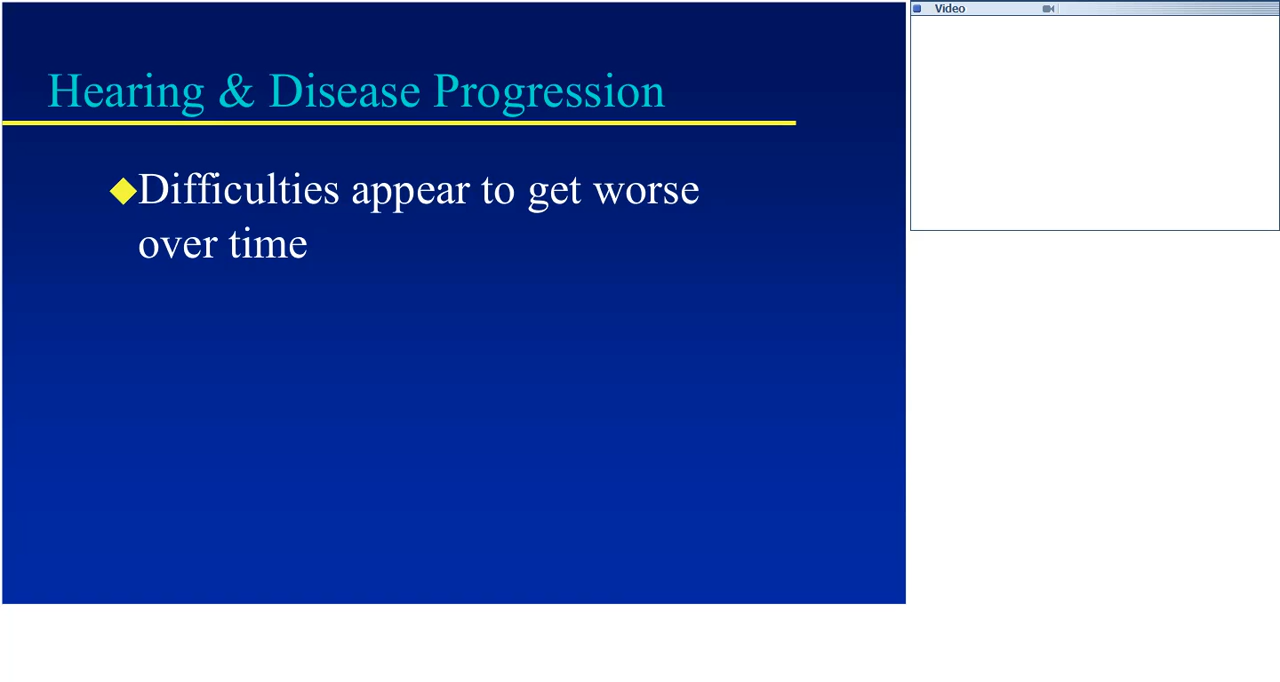 Hearing & Disease Progression
Difficulties appear to get worse
over time
Video